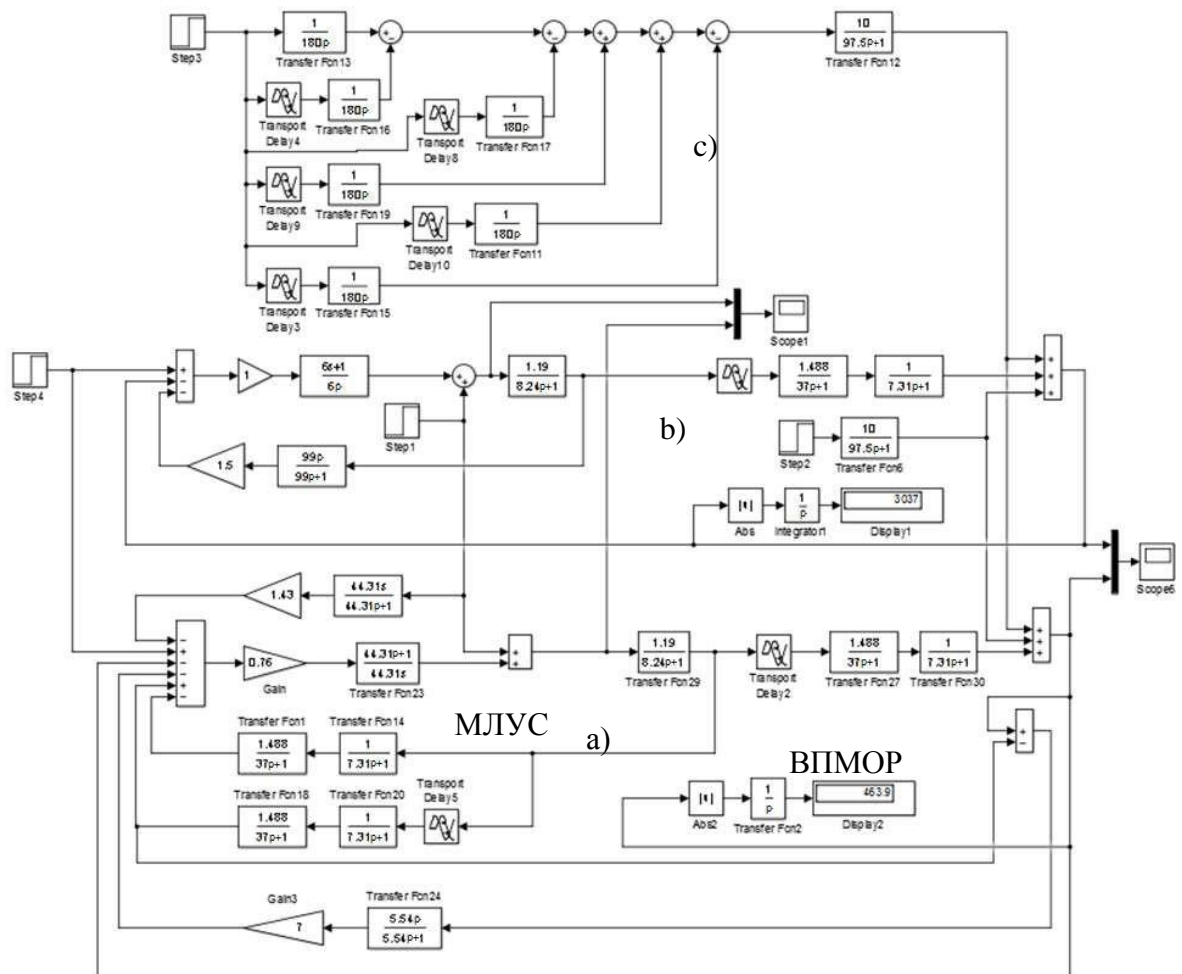 Step3
1
180p
Transfer Fcn13
10
97.5p+1
Transfer Fcn12
Transport
Delay4
1
180p
Transfer Fcn16
Transport
Delay8
1
180p
Transfer Fcn17
c)
Transport
Delay9
1
180p
Transfer Fcn19
Transport
Delay10
1
180p
Transfer Fcn11
Transport
Delay3
1
180p
Transfer Fcn15
Scope1
Step4
1
6s+1
6p
1.19
8.24p+1
1.488
37p+1
1
7.31p+1
Step1
b)
1.5
99p
99p+1
Step2
10
97.5p+1
Transfer Fcn6
Abs
1
p
Integrator1
3037
Display1
Scope6
1.43
44.31s
44.31p+1
0.76
Gain
44.31p+1
44.31s
Transfer Fcn23
1.19
8.24p+1
Transfer Fcn29
Transport
Delay2
1.488
37p+1
Transfer Fcn27
1
7.31p+1
Transfer Fcn30
МЛУС
a)
Transfer Fcn1
1.488
37p+1
Transfer Fcn14
1
7.31p+1
ВПМОР
Transfer Fcn18
1.488
37p+1
Transfer Fcn20
1
7.31p+1
Transport
Delay5
Abs2
1
p
Transfer Fcn2
463.9
Display2
Gain3
7
Transfer Fcn24
5.54p
5.54p+1